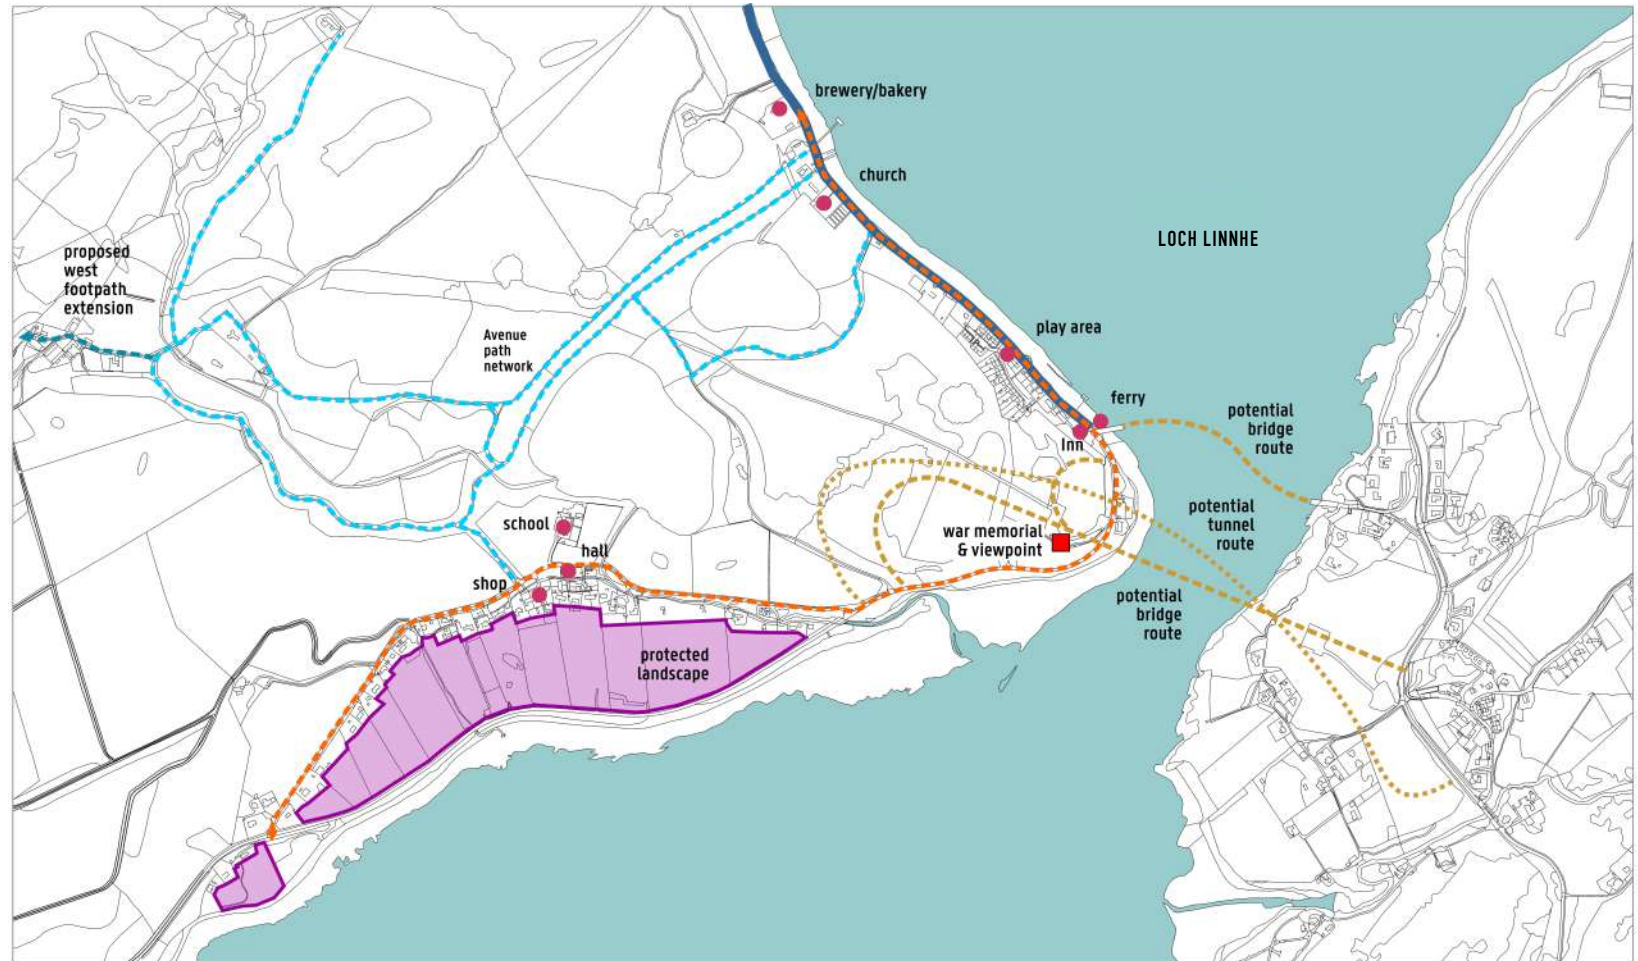 brewery/bakery
church
LOCH LINNHE
proposed
west
footpath
extension
Avenue
path
network
play area
ferry
Inn
potential
bridge
route
potential
tunnel
route
school
hall
shop
war memorial
& viewpoint
potential
bridge
route
protected
landscape